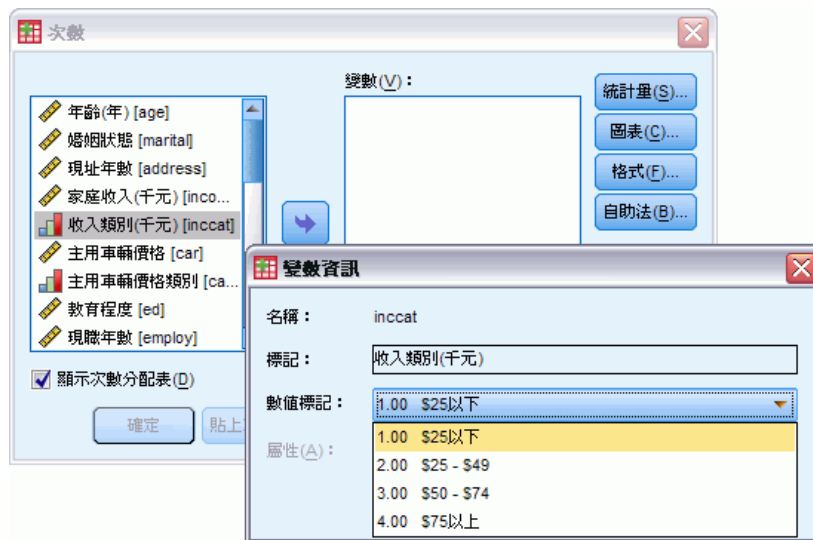 次數
變數(V)：
年齡(年) [age]
婚姻狀態 [marital]
現址年數 [address]
家庭收入(千元) [inco...
收入類別(千元) [inccat]
主用車輛價格 [car]
主用車輛價格類別 [ca...
教育程度 [ed]
現職年數 [employ]
統計量(S)...
圖表(C)...
格式(F)...
自助法(B)...
顯示次數分配表(D)
確定
貼上
變數資訊
名稱：
inccat
標記：
收入類別(千元)
數值標記：
1.00 $25以下
屬性(A)：
1.00 $25以下
2.00 $25 - $49
3.00 $50 - $74
4.00 $75以上